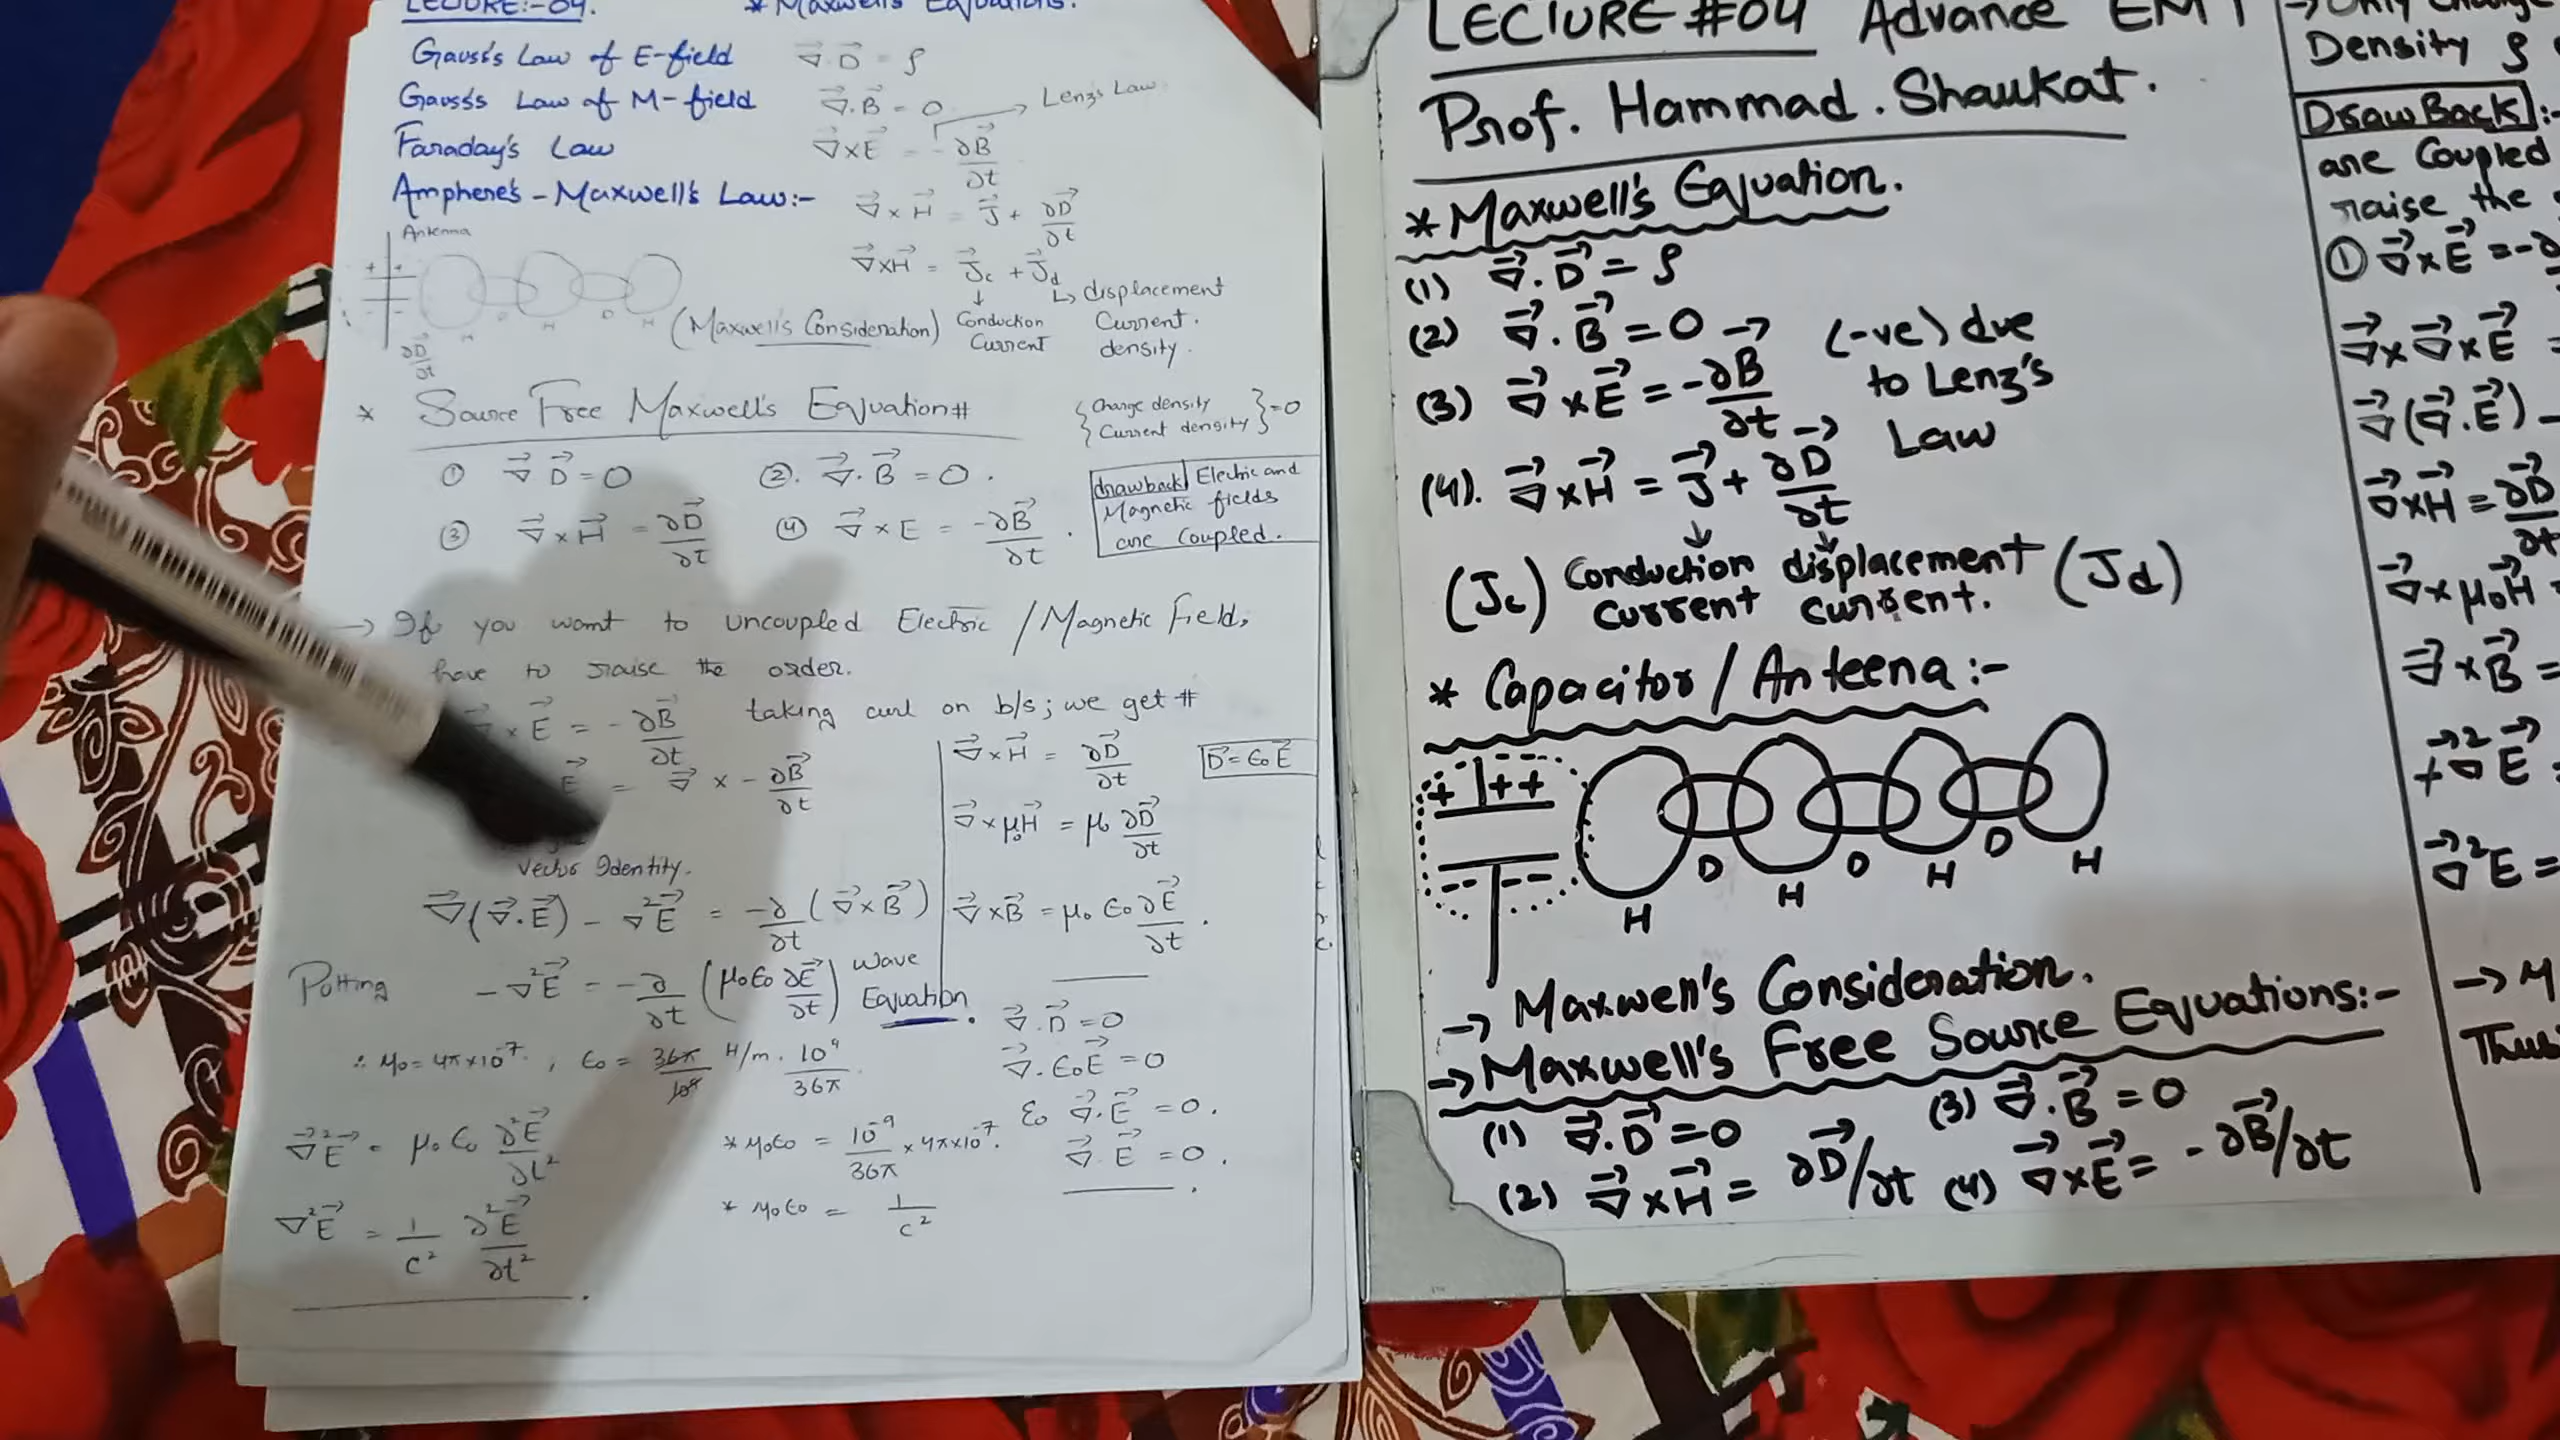 LECTURE:-04. * Maxwell's Equations.
Gauss's Law of E-field ∇⃗.D⃗ = ρ
Gauss's Law of M-field ∇⃗.B⃗ = 0 → Lenz's Law
Faraday's Law ∇⃗×E⃗ = -∂B⃗/∂t
Amphere's-Maxwell's Law:- ∇⃗×H⃗ = J⃗ + ∂D⃗/∂t
∇⃗×H⃗ = J⃗c + J⃗d
Antenna
+ +
- -
∂D⃗/∂t
H D H D H
(Maxwell's Consideration)
↓ Conduction Current
↳ displacement Current density.
* Source Free Maxwell's Equation#
{Charge density Current density} = 0
① ∇⃗ D⃗ = 0 ②. ∇⃗.B⃗ = 0.
③ ∇⃗×H⃗ = ∂D⃗/∂t ④ ∇⃗×E = -∂B⃗/∂t.
drawback| Electric and
Magnetic fields
are Coupled.
→ If you want to uncoupled Electric / Magnetic Field,
have to raise the order.
× E⃗ = -∂B⃗/∂t taking curl on b/s; we get #
E⃗ = ∇⃗ × -∂B⃗/∂t
Vector Identity.
∇⃗(∇⃗.E⃗) - ∇²E⃗ = -∂/∂t (∇⃗×B⃗)
Putting -∇²E⃗ = -∂/∂t (μ₀ϵ₀ ∂E⃗/∂t) Wave Equation.
∴ μ₀ = 4π×10⁻⁷, ϵ₀ = H/m. 10⁹/36π
∇⃗²E⃗ = μ₀ϵ₀ ∂²E⃗/∂t²
∇²E⃗ = 1/c² ∂²E⃗/∂t²
∇⃗×H⃗ = ∂D⃗/∂t
D⃗=ϵ₀E⃗
∇⃗×μ₀H⃗ = μ₀ ∂D⃗/∂t
∇⃗×B⃗ = μ₀ϵ₀ ∂E⃗/∂t.
∇⃗.D⃗=0
∇⃗.ϵ₀E⃗ = 0
ϵ₀ ∇⃗.E⃗ = 0.
∇⃗.E⃗ = 0.
* μ₀ϵ₀ = 10⁻⁹/36π × 4π×10⁻⁷.
* μ₀ϵ₀ = 1/c²
LECTURE #04 Advance EMT
Prof. Hammad. Shaukat.
* Maxwell's Equation.
(1) ∇⃗.D⃗ = ρ
(2) ∇⃗.B⃗ = 0
(3) ∇⃗×E⃗ = -∂B⃗/∂t (-ve) due
to Lenz's
Law
(4). ∇⃗×H⃗ = J⃗ + ∂D⃗/∂t
(Jc) Conduction Current displacement current. (Jd)
* Capacitor / Anteena:-
+ ++
D D D
H H H H
→ Maxwell's Consideration.
→ Maxwell's Free Source Equations:-
(1) ∇⃗.D⃗=0 (3) ∇⃗.B⃗=0
(2) ∇⃗×H⃗ = ∂D⃗/∂t (4) ∇⃗×E⃗ = -∂B⃗/∂t
→ Only
Density ρ
DrawBack:-
are Coupled
raise the
① ∇⃗×E⃗ = -∂
∇⃗×∇⃗×E⃗ =
∇⃗(∇⃗.E⃗) -
∇⃗×H⃗ = ∂D⃗/∂t
∇⃗×μ₀H⃗ =
∇⃗×B⃗ =
+∇⃗²E⃗ =
∇⃗²E =
→ M
Thus